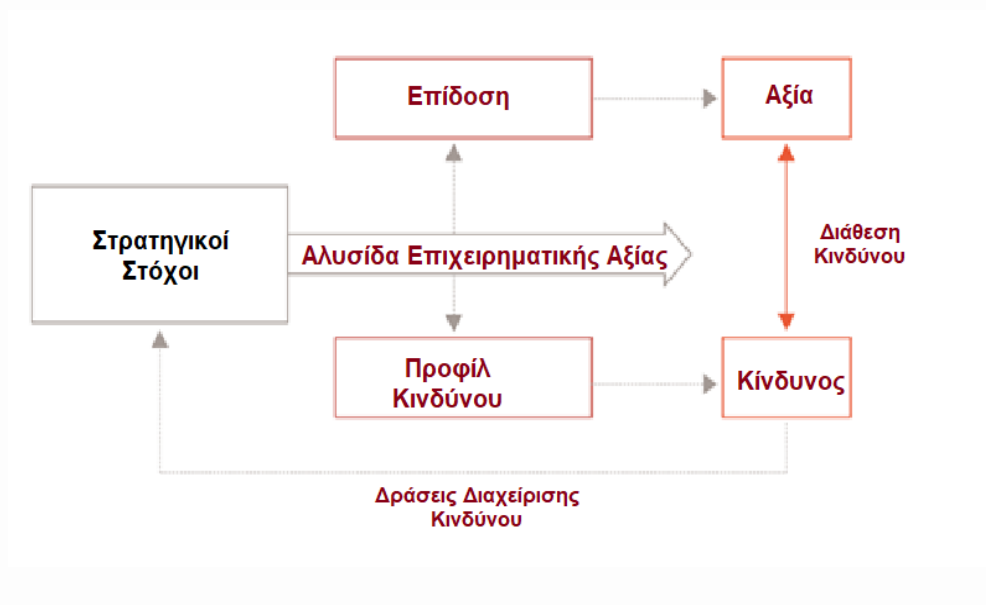 Επίδοση
Αξία
Στρατηγικοί
Στόχοι
Αλυσίδα Επιχειρηματικής Αξίας
Διάθεση
Κινδύνου
Προφίλ
Κινδύνου
Κίνδυνος
Δράσεις Διαχείρισης
Κινδύνου